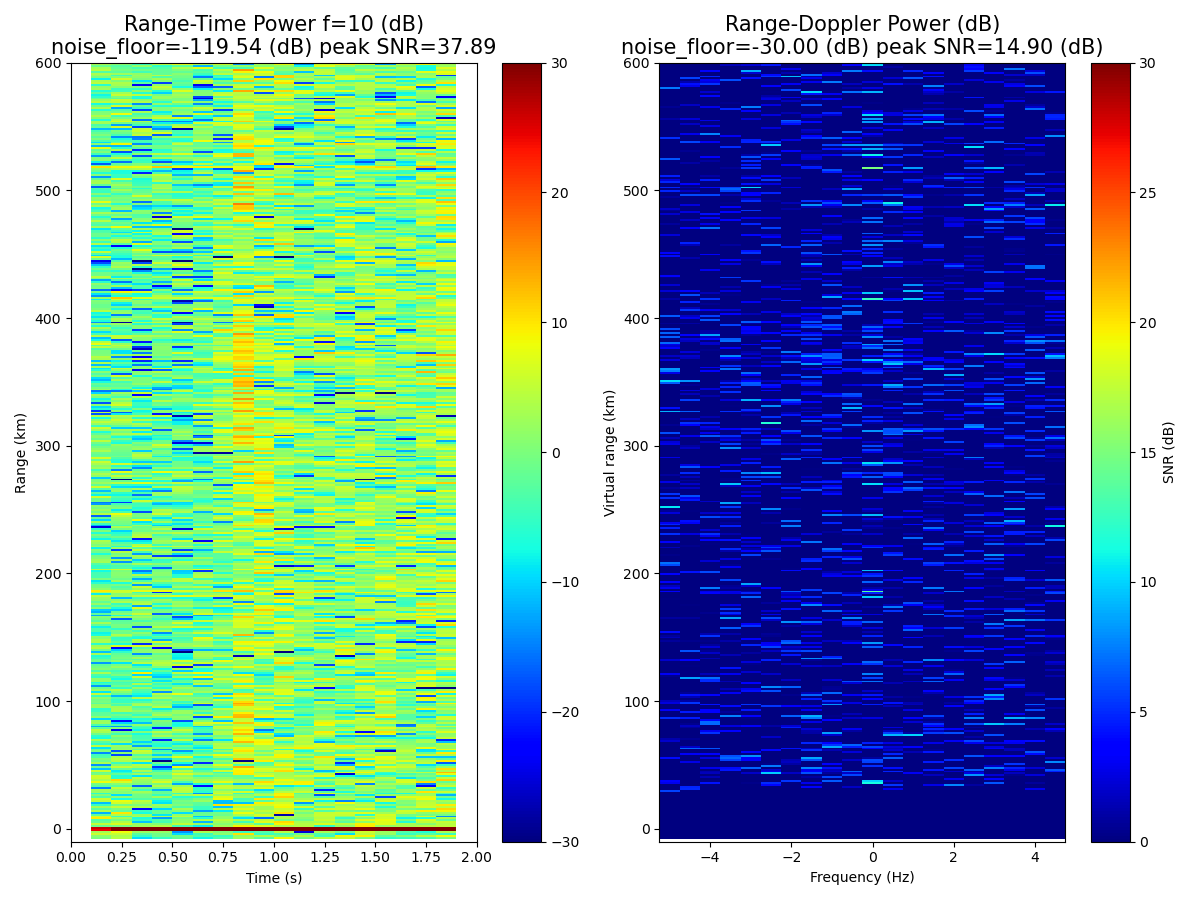 Range-Time Power f=10 (dB)
noise_floor=-119.54 (dB) peak SNR=37.89
Range-Doppler Power (dB)
noise_floor=-30.00 (dB) peak SNR=14.90 (dB)
600
500
400
300
200
100
0
Range (km)
0.00 0.25 0.50 0.75 1.00 1.25 1.50 1.75 2.00
Time (s)
30
20
10
0
−10
−20
−30
600
500
400
300
200
100
0
Virtual range (km)
−4 −2 0 2 4
Frequency (Hz)
30
25
20
15
10
5
0
SNR (dB)